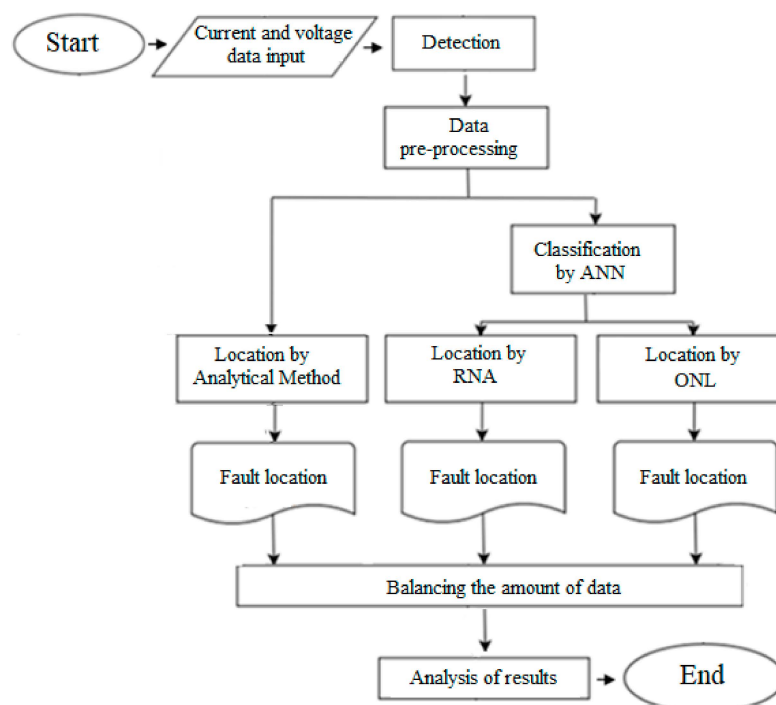 Start
Current and voltage
data input
Detection
Data
pre-processing
Classification
by ANN
Location by
Analytical Method
Location by
RNA
Location by
ONL
Fault location
Fault location
Fault location
Balancing the amount of data
Analysis of results
End